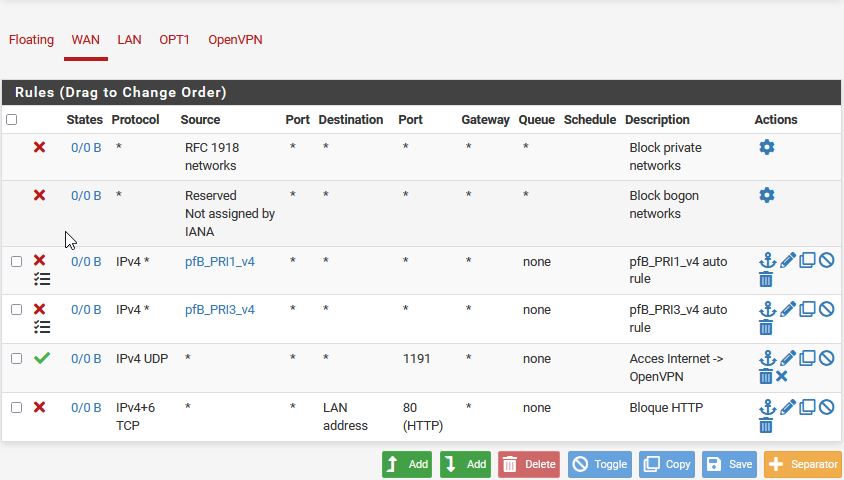 Floating WAN LAN OPT1 OpenVPN
Rules (Drag to Change Order)
States Protocol Source Port Destination Port Gateway Queue Schedule Description Actions
0/0 B * RFC 1918 * * * * * Block private
networks networks
0/0 B * Reserved * * * * * Block bogon
Not assigned by networks
IANA
0/0 B IPv4 * pfB_PRI1_v4 * * * * none pfB_PRI1_v4 auto
rule
0/0 B IPv4 * pfB_PRI3_v4 * * * * none pfB_PRI3_v4 auto
rule
0/0 B IPv4 UDP * * * 1191 * none Acces Internet ->
OpenVPN
0/0 B IPv4+6 * * LAN 80 * none Bloque HTTP
TCP address (HTTP)
Add Add Delete Toggle Copy Save Separator